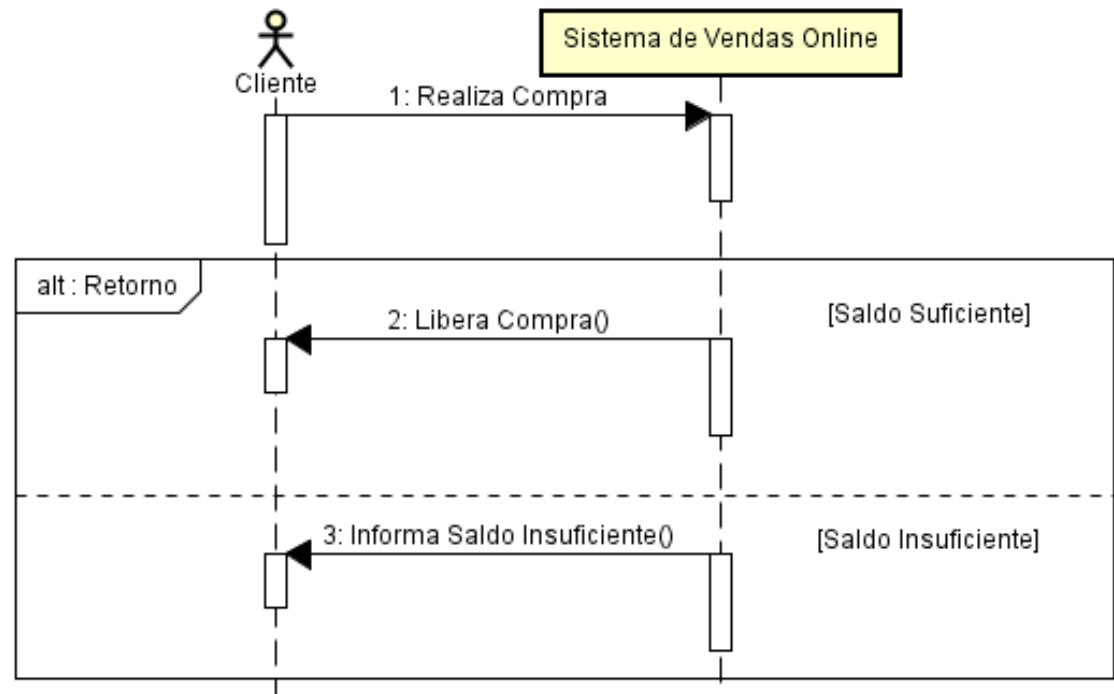 Cliente
Sistema de Vendas Online
1: Realiza Compra
alt : Retorno
2: Libera Compra()
[Saldo Suficiente]
3: Informa Saldo Insuficiente()
[Saldo Insuficiente]